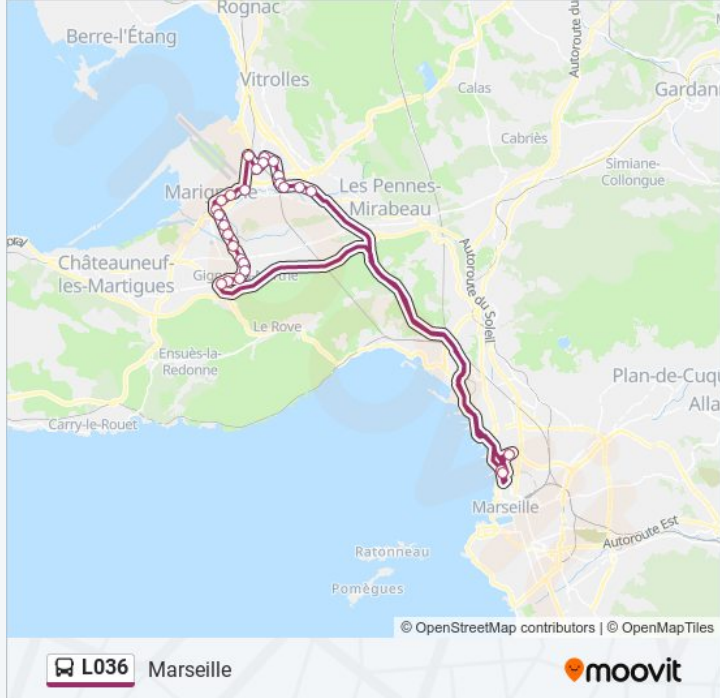 Rognac
Berre-l'Étang
Autoroute du
Vitrolles
Calas
Gardann
Cabriès
Simiane-
Collongue
Marignane
Les Pennes-
Mirabeau
Châteauneuf-
les-Martigues
Autoroute du Soleil
Le Rove
Ensuès-la-
Redonne
Plan-de-Cuqu
Alla
Carry-le-Rouet
Marseille
Autoroute Est
Ratonneau
Pomègues
© OpenStreetMap contributors | © OpenMapTiles
L036 Marseille
moovit